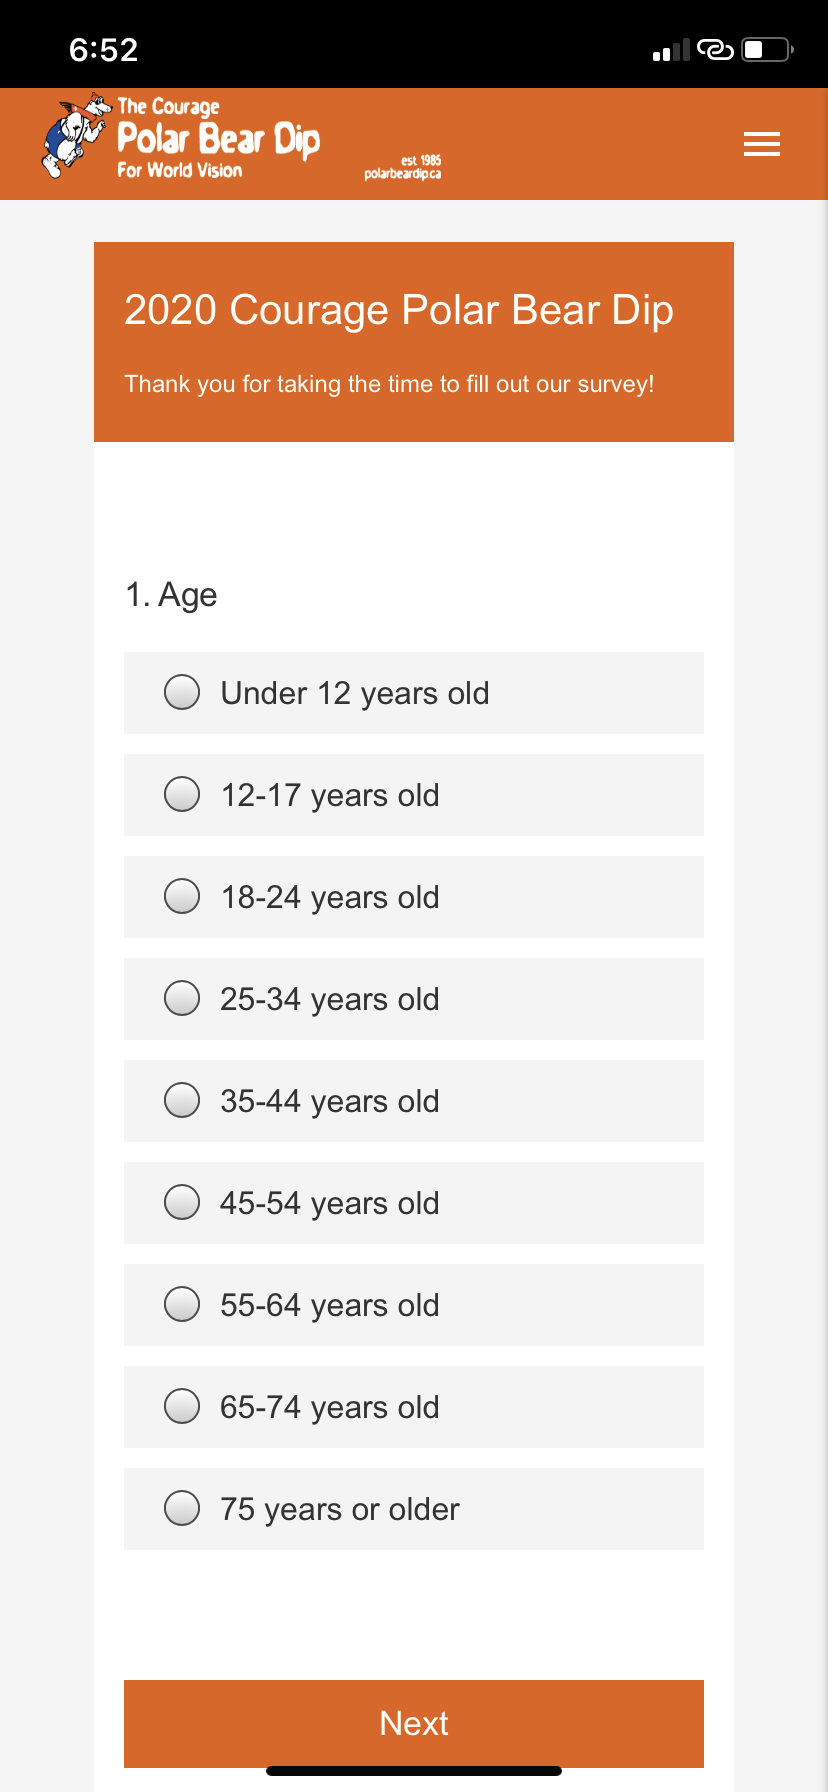 6:52
The Courage
Polar Bear Dip
For World Vision
est 1985
polarbeardip.ca
2020 Courage Polar Bear Dip
Thank you for taking the time to fill out our survey!
1. Age
Under 12 years old
12-17 years old
18-24 years old
25-34 years old
35-44 years old
45-54 years old
55-64 years old
65-74 years old
75 years or older
Next